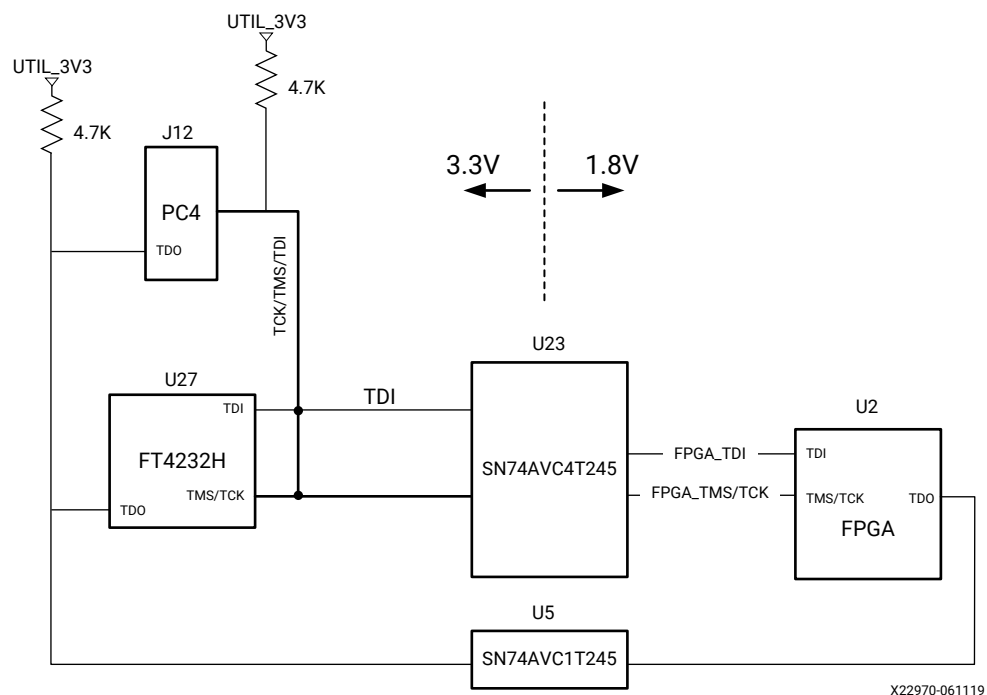 UTIL_3V3
UTIL_3V3
4.7K
4.7K
J12
PC4
TDO
TCK/TMS/TDI
3.3V
1.8V
U23
U27
TDI
TDI
FT4232H
TMS/TCK
TDO
SN74AVC4T245
U2
FPGA_TDI
TDI
FPGA_TMS/TCK
TMS/TCK
TDO
FPGA
U5
SN74AVC1T245
X22970-061119